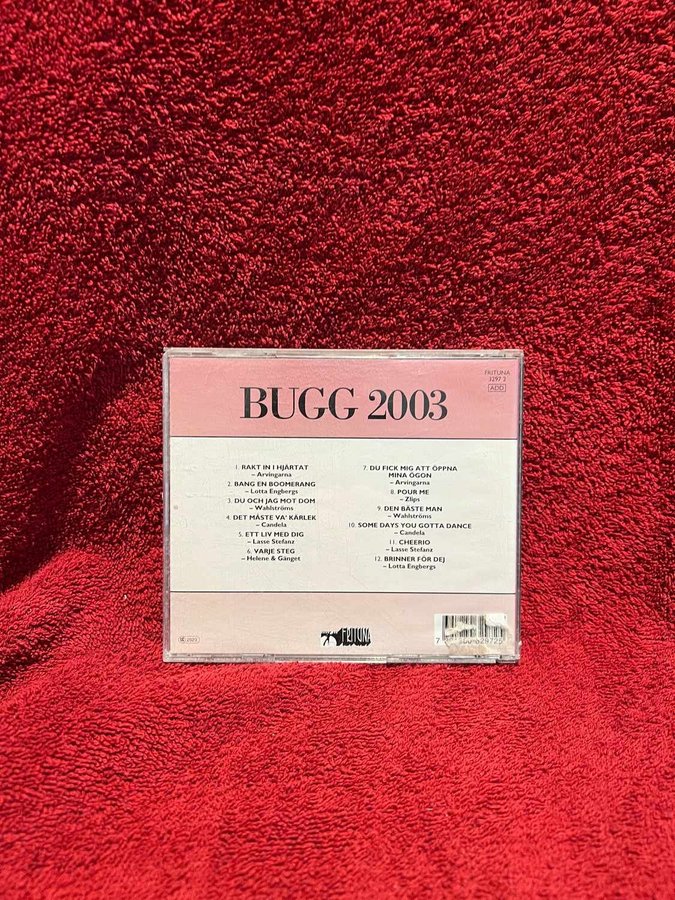 FRITUNA
3297 2
ADD
BUGG 2003
1. RAKT IN I HJÄRTAT
– Arvingarna
2. BANG EN BOOMERANG
– Lotta Engbergs
3. DU OCH JAG MOT DOM
– Wahlströms
4. DET MÅSTE VA' KÄRLEK
– Candela
5. ETT LIV MED DIG
– Lasse Stefanz
6. VARJE STEG
– Helene & Gänget
7. DU FICK MIG ATT ÖPPNA
MINA ÖGON
– Arvingarna
8. POUR ME
– Zlips
9. DEN BÄSTE MAN
– Wahlströms
10. SOME DAYS YOU GOTTA DANCE
– Candela
11. CHEERIO
– Lasse Stefanz
12. BRINNER FÖR DEJ
– Lotta Engbergs
FRITUNA